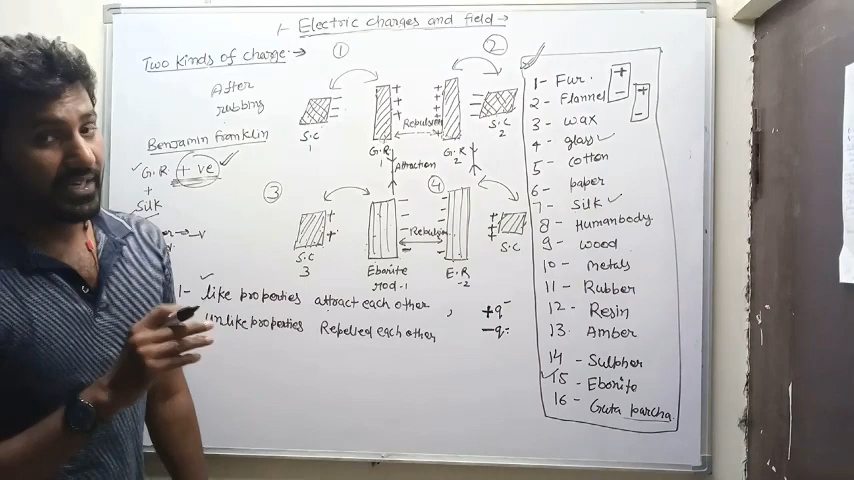 :- Electric charges and field →
Two kinds of charge :→
After
rubbing
Benjamin Franklin
G.R. + ve
+
Silk
①
+
+
+
S.C
1
G.R
1
Repulsion
②
+
+
+
G.R
2
S.C
2
Attraction
③
+
+
S.C
3
Ebonite
rod-1
Repulsion
④
E.R
-2
+
+
+
S.C
1- like properties attract each other , +q
unlike properties Repelled each other -q
1- Fur.
2- Flannel
3- wax
4- glass ✓
5- cotton
6- paper
7- Silk ✓
8- Humanbody
9- wood
10- metals
11- Rubber
12- Resin
13- Amber
14- Sulpher
✓15- Ebonite
16- Guta parcha
+
-
+
-